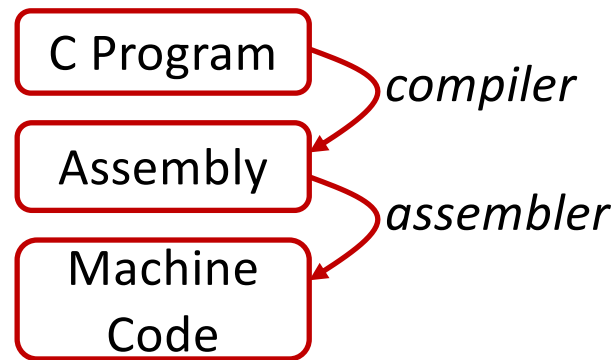 C Program
compiler
Assembly
assembler
Machine
Code